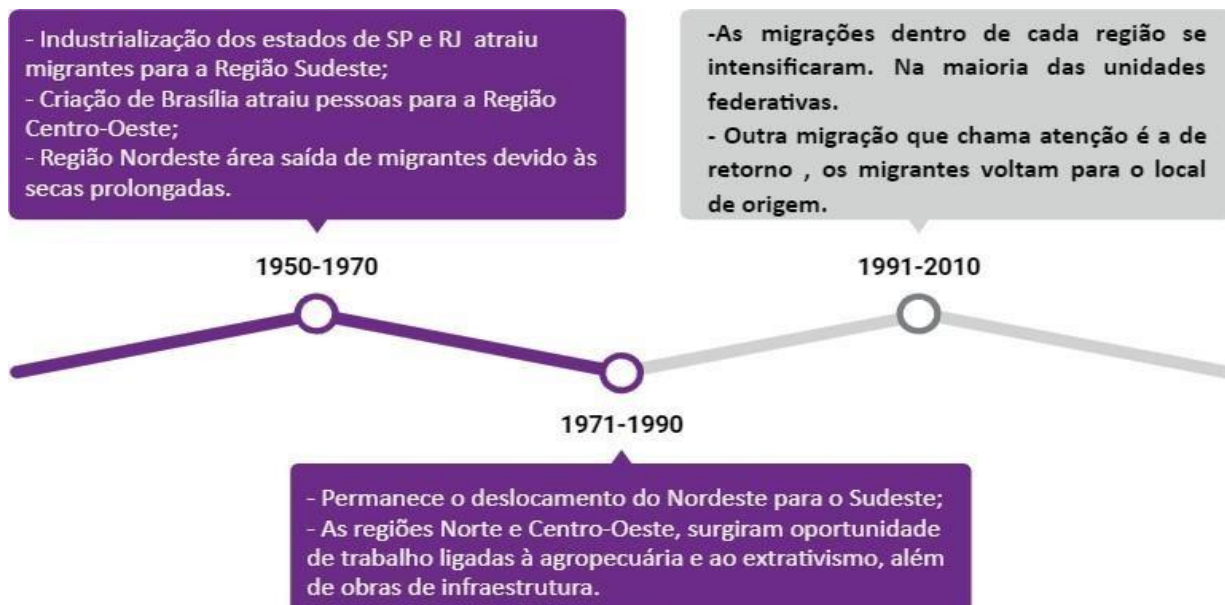 - Industrialização dos estados de SP e RJ atraiu
migrantes para a Região Sudeste;
- Criação de Brasília atraiu pessoas para a Região
Centro-Oeste;
- Região Nordeste área saída de migrantes devido às
secas prolongadas.
-As migrações dentro de cada região se
intensificaram. Na maioria das unidades
federativas.
- Outra migração que chama atenção é a de
retorno , os migrantes voltam para o local
de origem.
1950-1970
1991-2010
1971-1990
- Permanece o deslocamento do Nordeste para o Sudeste;
- As regiões Norte e Centro-Oeste, surgiram oportunidade
de trabalho ligadas à agropecuária e ao extrativismo, além
de obras de infraestrutura.